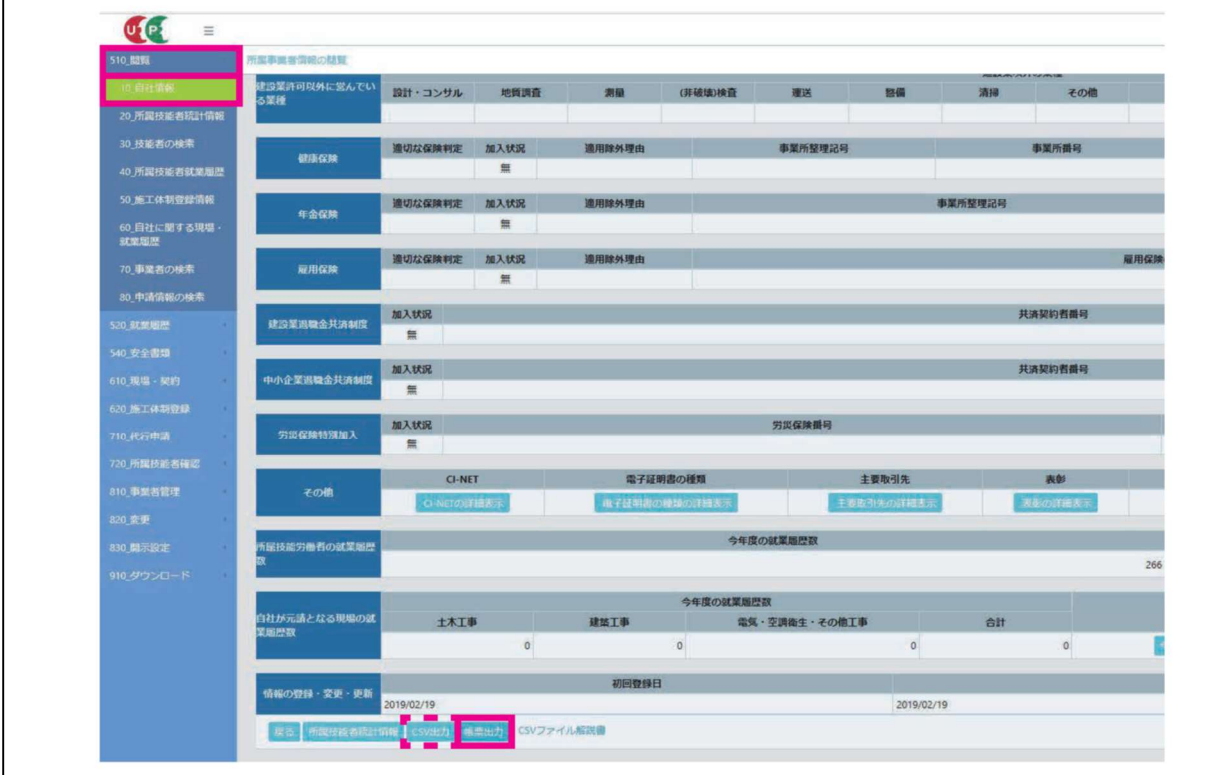 510_閲覧
10_自社情報
20_所属技能者統計情報
30_技能者の検索
40_所属技能者就業履歴
50_施工体制登録情報
60_自社に関する現場・
就業履歴
70_事業者の検索
80_申請情報の検索
520_就業履歴
540_安全書類
610_現場・契約
620_施工体制登録
710_代行申請
720_所属技能者確認
810_事業者管理
820_変更
830_開示設定
910_ダウンロード
所属事業者情報の閲覧
建設業許可以外に営んでい
る業種
設計・コンサル 地質調査 測量 (非破壊)検査 運送 警備 清掃 その他
健康保険
適切な保険判定 加入状況 適用除外理由 事業所整理記号 事業所番号
無
年金保険
適切な保険判定 加入状況 適用除外理由 事業所整理記号
無
雇用保険
適切な保険判定 加入状況 適用除外理由 雇用保険
無
建設業退職金共済制度
加入状況 共済契約者番号
無
中小企業退職金共済制度
加入状況 共済契約者番号
無
労災保険特別加入
加入状況 労災保険番号
無
その他
CI-NET 電子証明書の種類 主要取引先 表彰
CI-NETの詳細表示 電子証明書の種類の詳細表示 主要取引先の詳細表示 表彰の詳細表示
所属技能労働者の就業履歴
数
今年度の就業履歴数
266
自社が元請となる現場の就
業履歴数
今年度の就業履歴数
土木工事 建築工事 電気・空調衛生・その他工事 合計
0 0 0 0
情報の登録・変更・更新
初回登録日
2019/02/19 2019/02/19
戻る 所属技能者統計情報 CSV出力 帳票出力 CSVファイル解説書